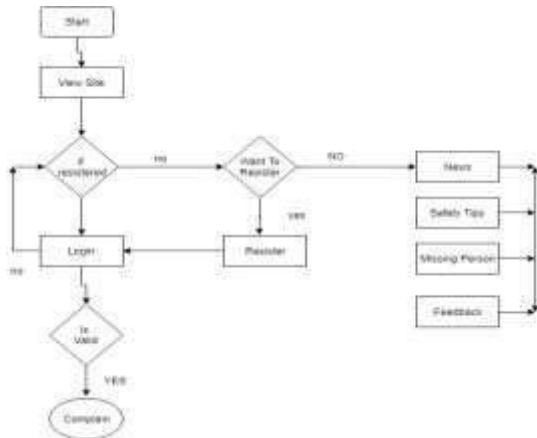 Start
View Site
If
registered
no
Want To
Register
NO
News
yes
Safety Tips
Login
Register
Missing Person
no
Feedback
Is
Valid
YES
Complain